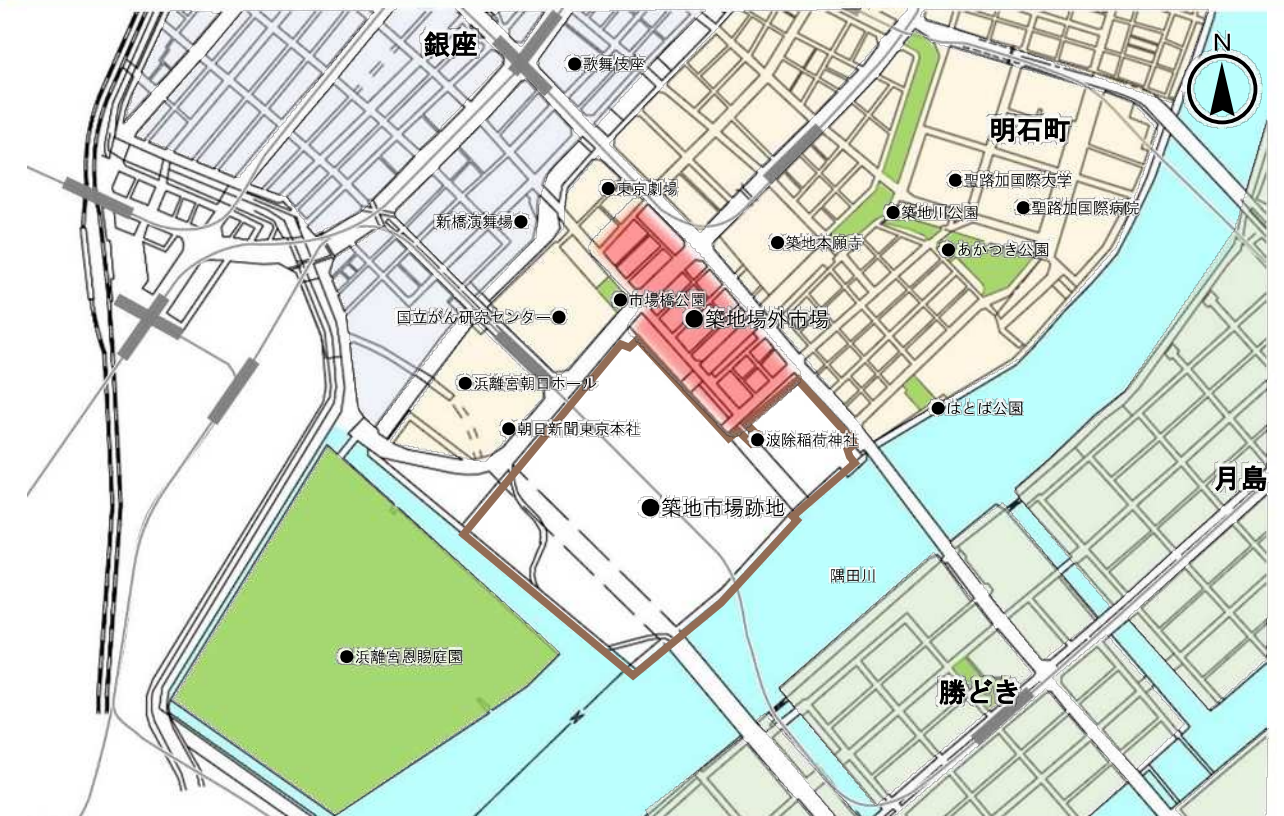 N
銀座
歌舞伎座
明石町
聖路加国際大学
東京劇場
聖路加国際病院
築地川公園
新橋演舞場
築地本願寺
あかつき公園
市場橋公園
国立がん研究センター
築地場外市場
浜離宮朝日ホール
はとば公園
朝日新聞東京本社
波除稲荷神社
月島
築地市場跡地
隅田川
浜離宮恩賜庭園
勝どき